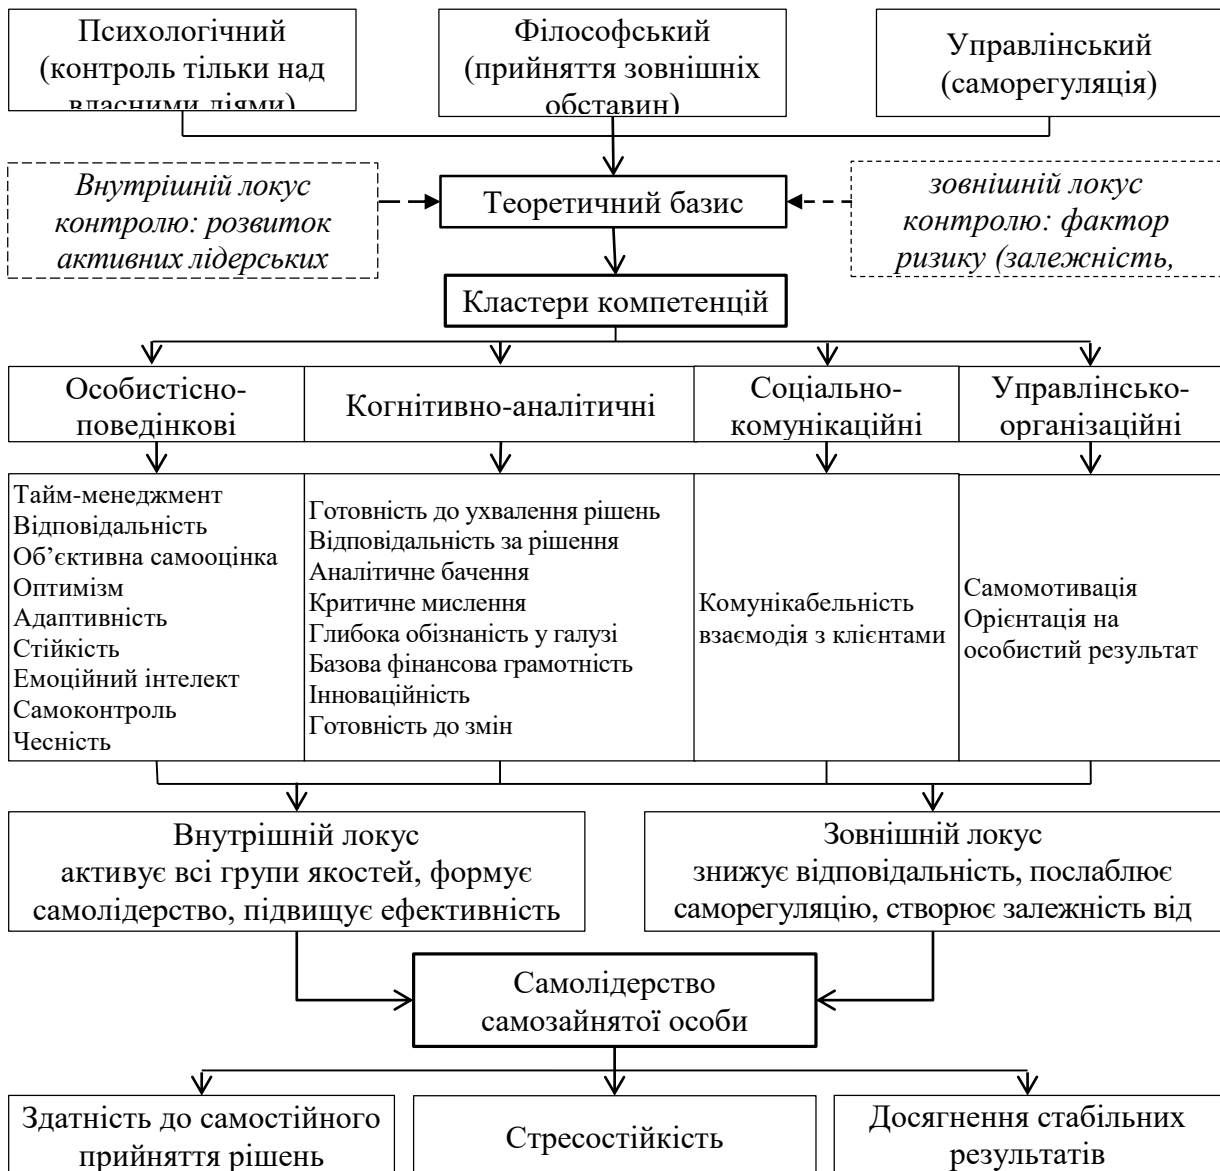 Психологічний
(контроль тільки над
власними діями)
Філософський
(прийняття зовнішніх
обставин)
Управлінський
(саморегуляція)
Внутрішній локус
контролю: розвиток
активних лідерських
Теоретичний базис
зовнішній локус
контролю: фактор
ризику (залежність,
Кластери компетенцій
Особистісно-
поведінкові
Когнітивно-аналітичні
Соціально-
комунікаційні
Управлінсько-
організаційні
Тайм-менеджмент
Відповідальність
Об’єктивна самооцінка
Оптимізм
Адаптивність
Стійкість
Емоційний інтелект
Самоконтроль
Чесність
Готовність до ухвалення рішень
Відповідальність за рішення
Аналітичне бачення
Критичне мислення
Глибока обізнаність у галузі
Базова фінансова грамотність
Інноваційність
Готовність до змін
Комунікабельність
взаємодія з клієнтами
Самомотивація
Орієнтація на
особистий результат
Внутрішній локус
активує всі групи якостей, формує
самолідерство, підвищує ефективність
Зовнішній локус
знижує відповідальність, послаблює
саморегуляцію, створює залежність від
Самолідерство
самозайнятої особи
Здатність до самостійного
прийняття рішень
Стресостійкість
Досягнення стабільних
результатів